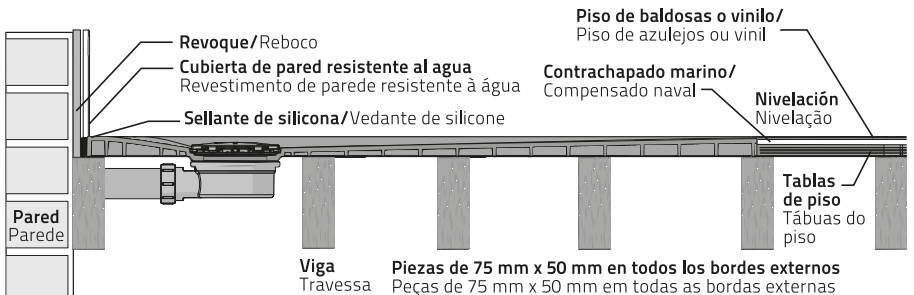 Piso de baldosas o vinilo/
Piso de azulejos ou vinil
Revoque/Reboco
Cubierta de pared resistente al agua
Revestimento de parede resistente à água
Contrachapado marino/
Compensado naval
Nivelación
Nivelação
Sellante de silicona/Vedante de silicone
Tablas
de piso
Tábuas do
piso
Pared
Parede
Viga
Travessa
Piezas de 75 mm x 50 mm en todos los bordes externos
Peças de 75 mm x 50 mm em todas as bordas externas